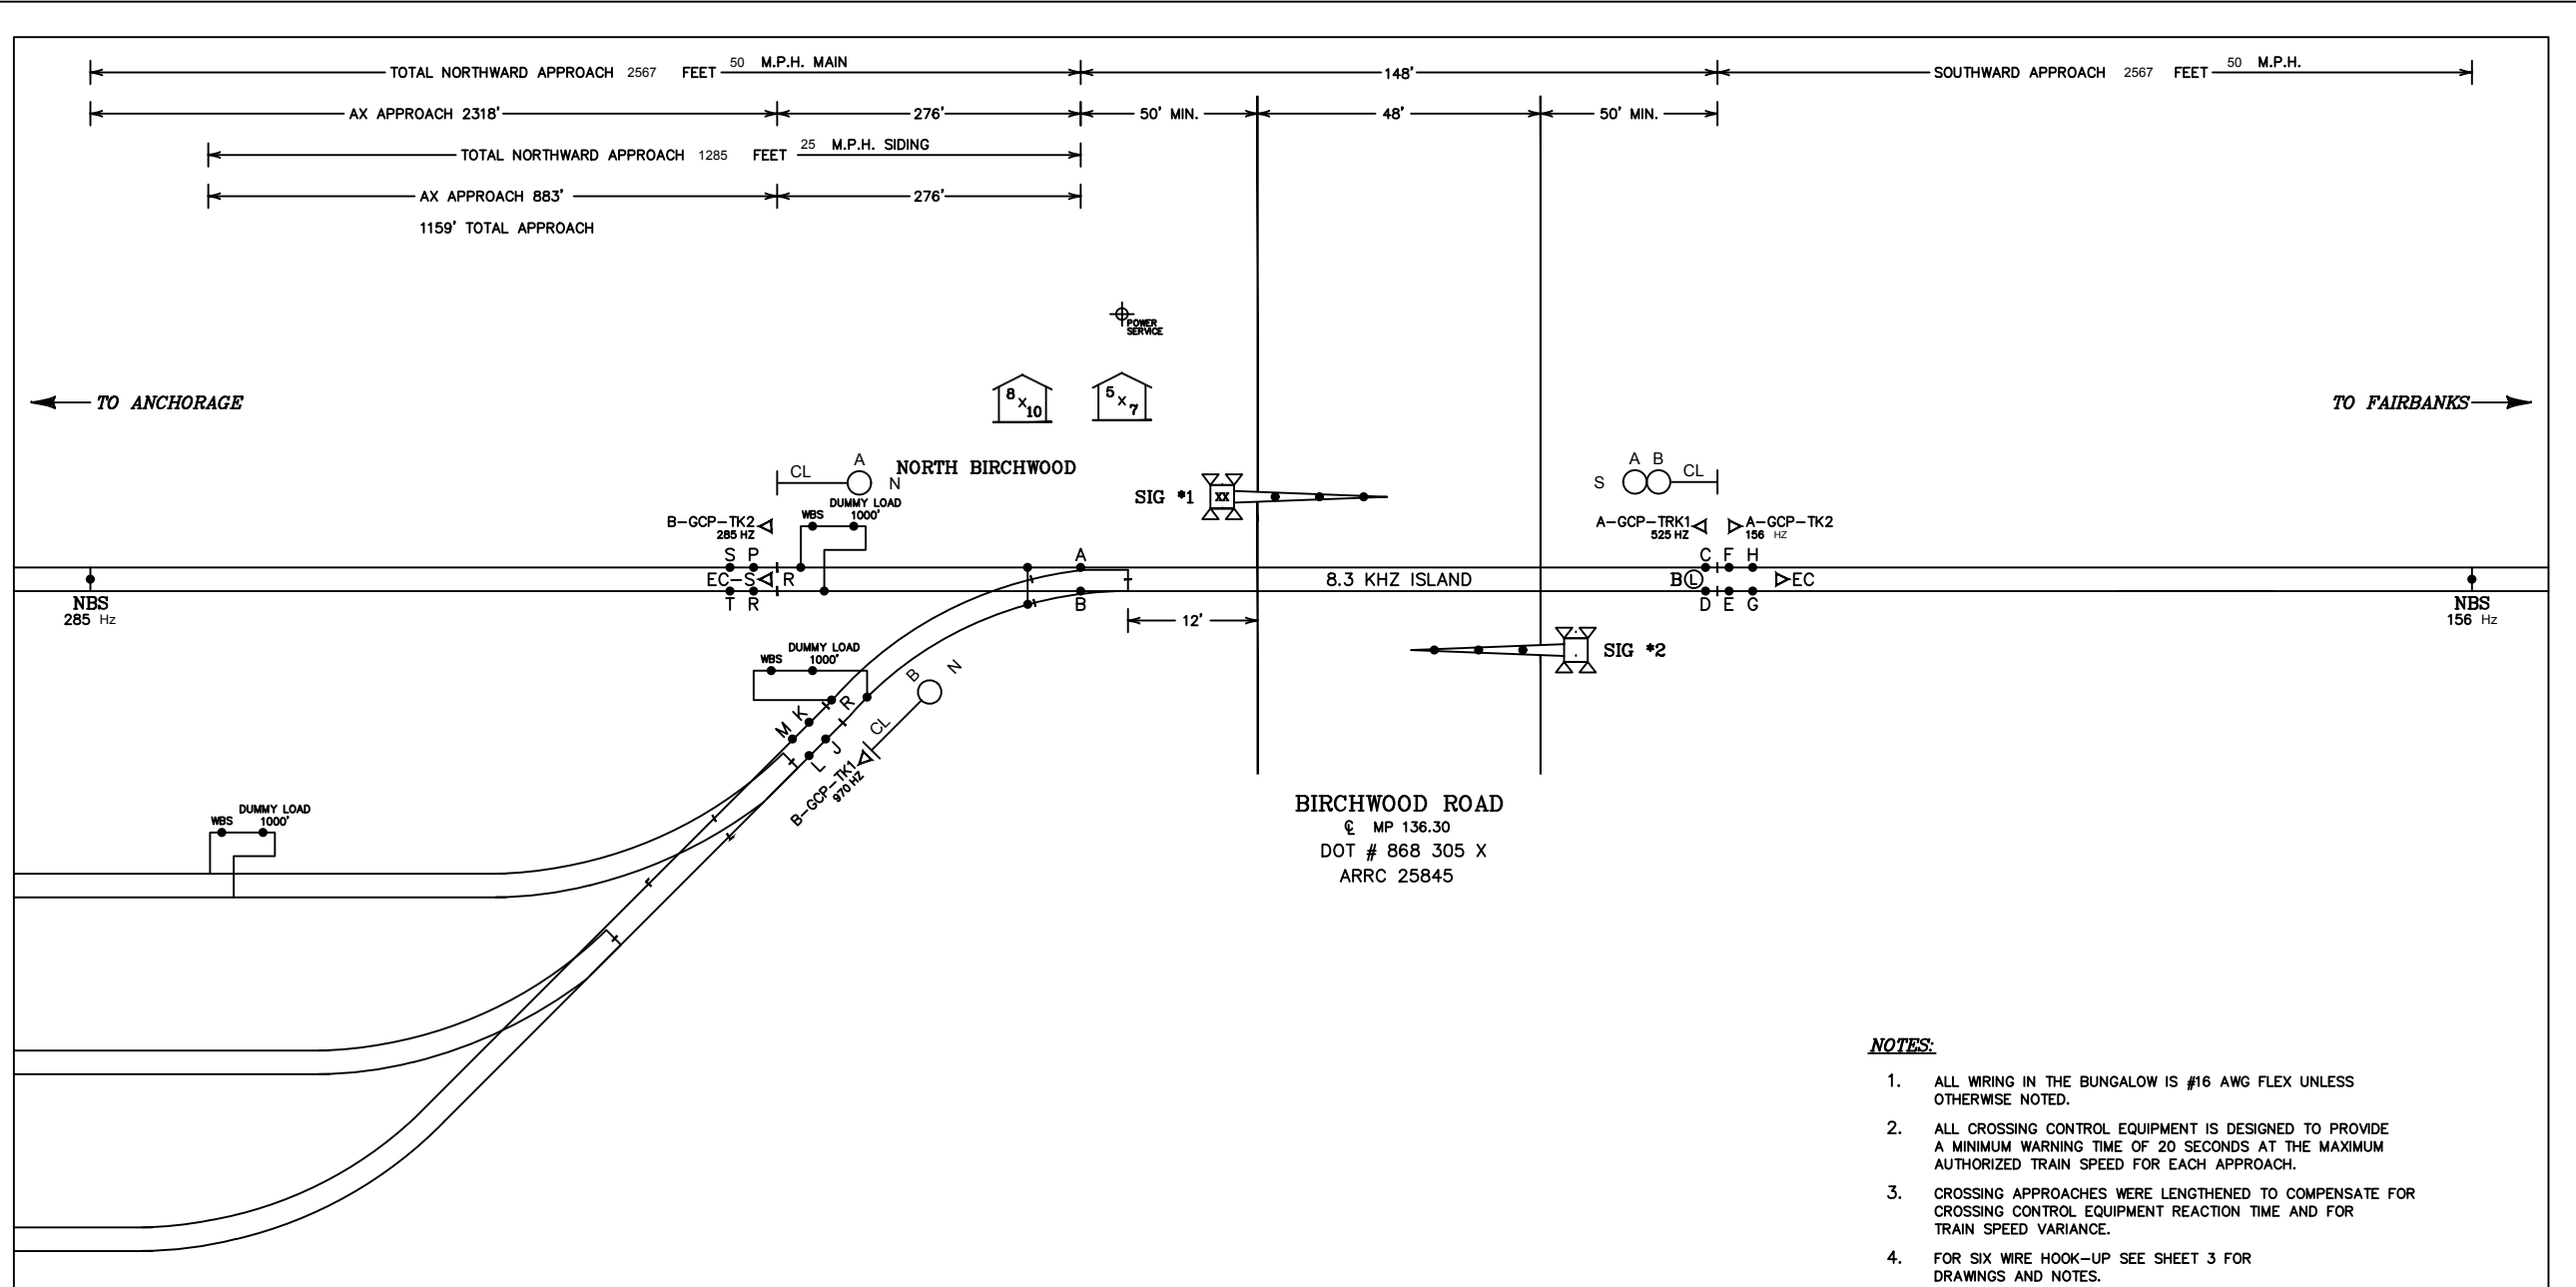 TOTAL NORTHWARD APPROACH 2567 FEET 50 M.P.H. MAIN
148'
SOUTHWARD APPROACH 2567 FEET 50 M.P.H.
AX APPROACH 2318'
276'
50' MIN.
48'
50' MIN.
TOTAL NORTHWARD APPROACH 1285 FEET 25 M.P.H. SIDING
AX APPROACH 883'
276'
1159' TOTAL APPROACH
POWER
SERVICE
8 X 10
5 X 7
TO ANCHORAGE
TO FAIRBANKS
CL A N
NORTH BIRCHWOOD
DUMMY LOAD
WBS 1000'
SIG *1
XX
A B
S CL
B-GCP-TK2
285 HZ
A-GCP-TRK1
525 HZ
A-GCP-TK2
156 HZ
S P
EC-S R
T R
A
B
8.3 KHZ ISLAND
C F H
B L
EC
D E G
NBS
285 Hz
NBS
156 Hz
12'
SIG *2
DUMMY LOAD
WBS 1000'
B N
CL
M K R
L J
B-GCP-TK1
970 HZ
DUMMY LOAD
WBS 1000'
BIRCHWOOD ROAD
℄ MP 136.30
DOT # 868 305 X
ARRC 25845
NOTES:
1. ALL WIRING IN THE BUNGALOW IS #16 AWG FLEX UNLESS
OTHERWISE NOTED.
2. ALL CROSSING CONTROL EQUIPMENT IS DESIGNED TO PROVIDE
A MINIMUM WARNING TIME OF 20 SECONDS AT THE MAXIMUM
AUTHORIZED TRAIN SPEED FOR EACH APPROACH.
3. CROSSING APPROACHES WERE LENGTHENED TO COMPENSATE FOR
CROSSING CONTROL EQUIPMENT REACTION TIME AND FOR
TRAIN SPEED VARIANCE.
4. FOR SIX WIRE HOOK-UP SEE SHEET 3 FOR
DRAWINGS AND NOTES.